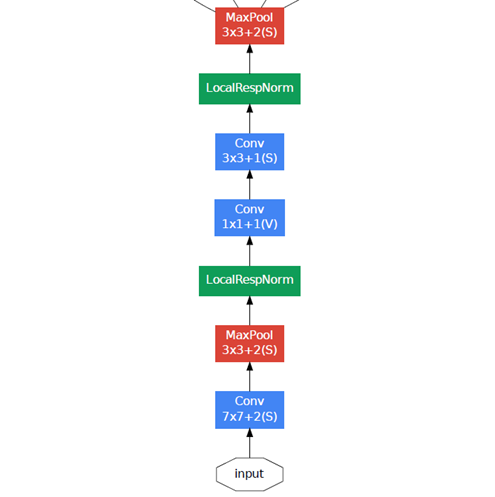 MaxPool
3x3+2(S)
LocalRespNorm
Conv
3x3+1(S)
Conv
1x1+1(V)
LocalRespNorm
MaxPool
3x3+2(S)
Conv
7x7+2(S)
input